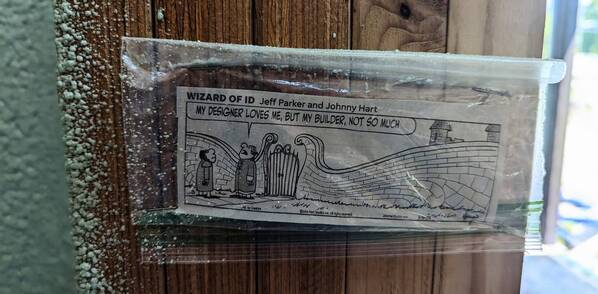 WIZARD OF ID Jeff Parker and Johnny Hart
MY DESIGNER LOVES ME, BUT MY BUILDER, NOT SO MUCH